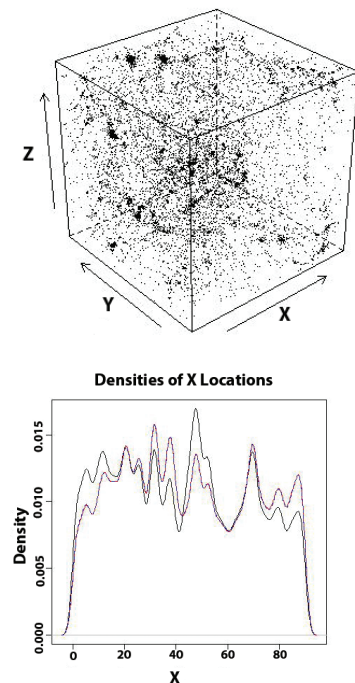 Z
Y
X
Densities of X Locations
0.015
0.010
0.005
0.000
Density
0 20 40 60 80
X